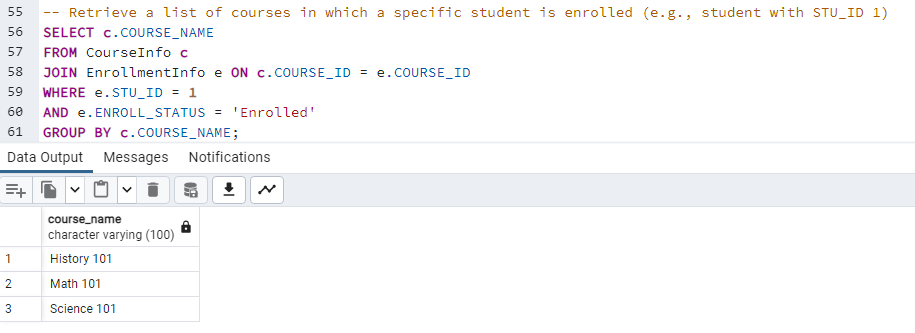 55 -- Retrieve a list of courses in which a specific student is enrolled (e.g., student with STU_ID 1)
56 SELECT c.COURSE_NAME
57 FROM CourseInfo c
58 JOIN EnrollmentInfo e ON c.COURSE_ID = e.COURSE_ID
59 WHERE e.STU_ID = 1
60 AND e.ENROLL_STATUS = 'Enrolled'
61 GROUP BY c.COURSE_NAME;
Data Output Messages Notifications
course_name
character varying (100)
1 History 101
2 Math 101
3 Science 101